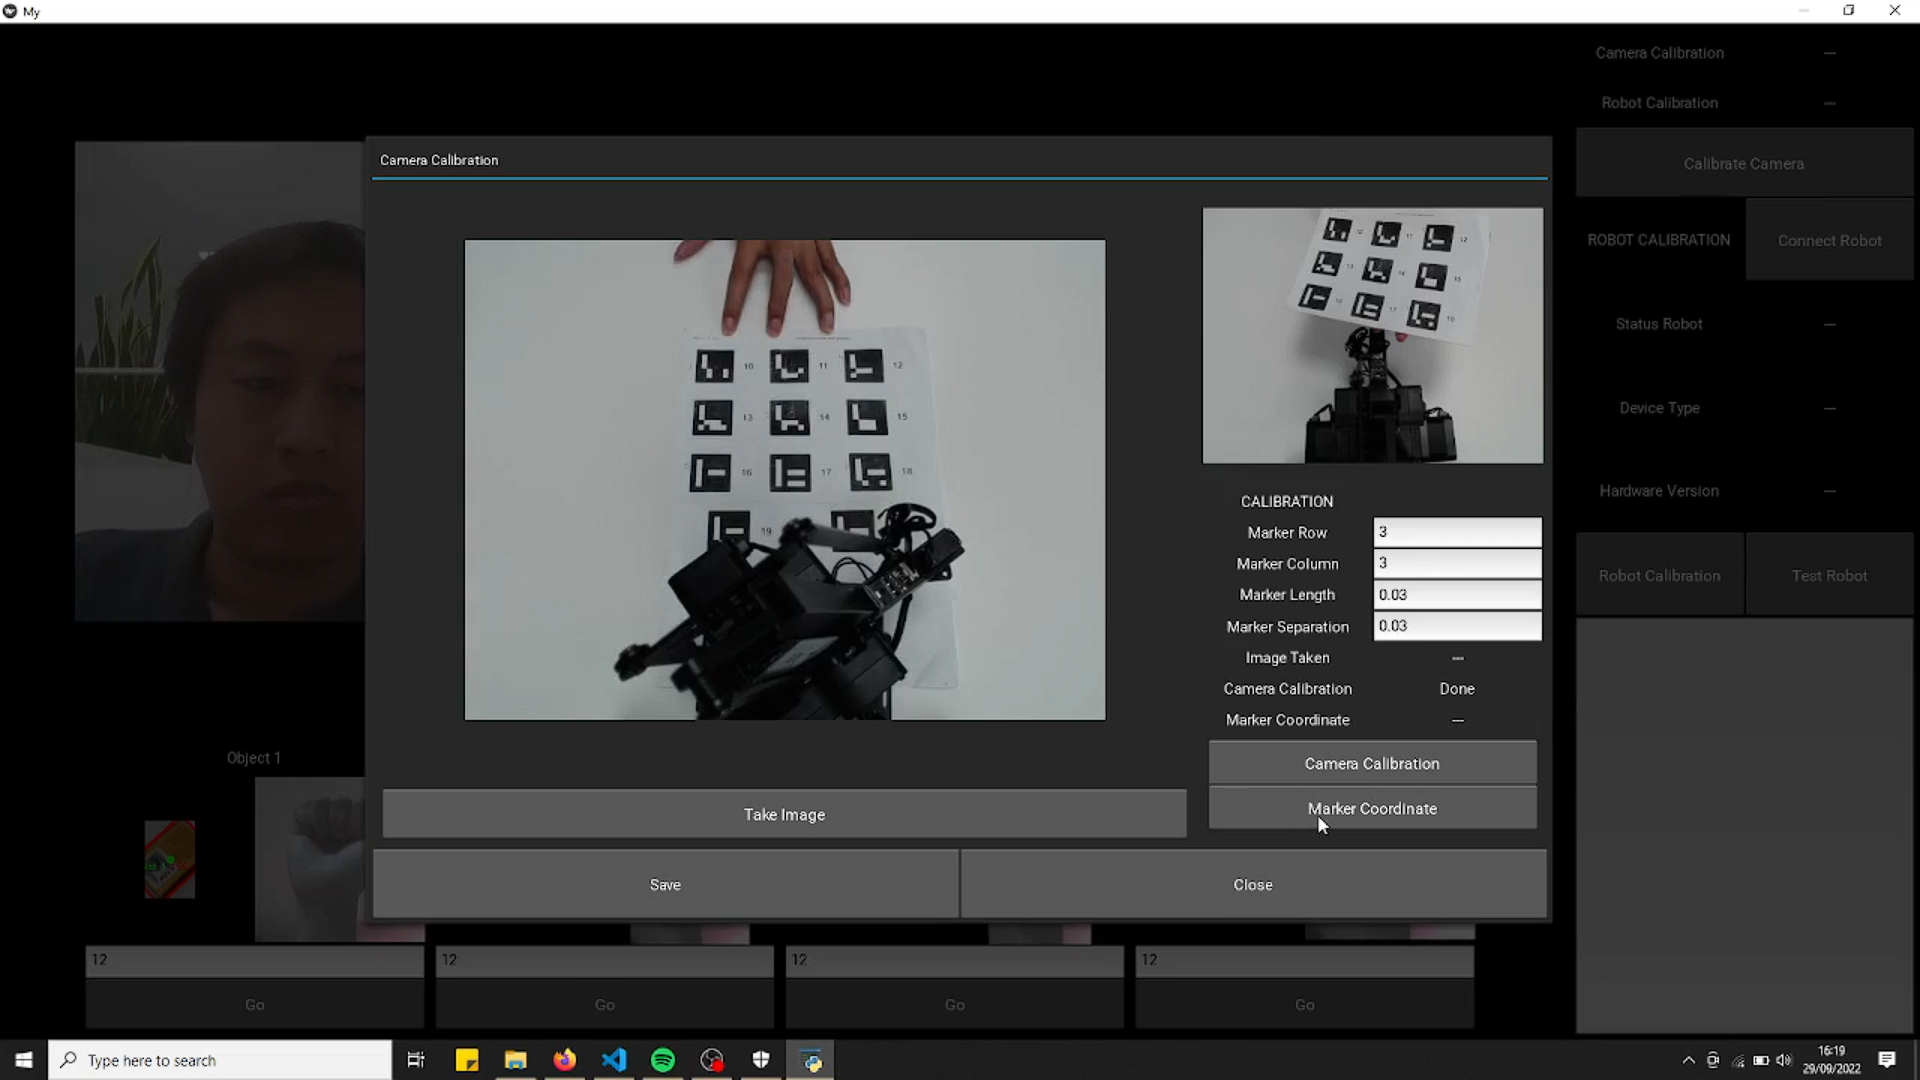 My
Camera Calibration —
Robot Calibration —
Calibrate Camera
ROBOT CALIBRATION
Connect Robot
Status Robot —
Device Type —
Hardware Version —
Robot Calibration
Test Robot
Camera Calibration
10 11 12
13 14 15
16 17 18
19
12
CALIBRATION
Marker Row 3
Marker Column 3
Marker Length 0.03
Marker Separation 0.03
Image Taken —
Camera Calibration Done
Marker Coordinate —
Camera Calibration
Marker Coordinate
Take Image
Save
Close
Object 1
12 12 12 12
Go Go Go Go
Type here to search
16:19
29/09/2022